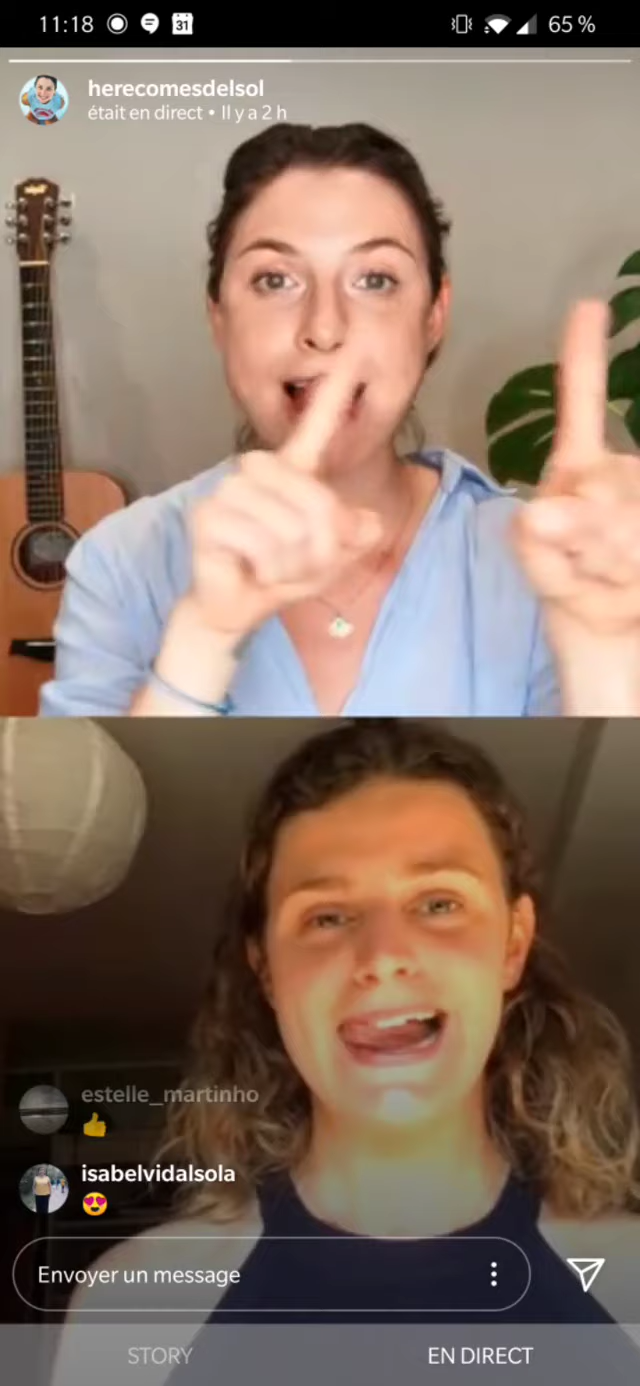 11:18
31
65 %
herecomesdelsol
était en direct • Il y a 2 h
estelle_martinho
isabelvidalsola
Envoyer un message
STORY
EN DIRECT